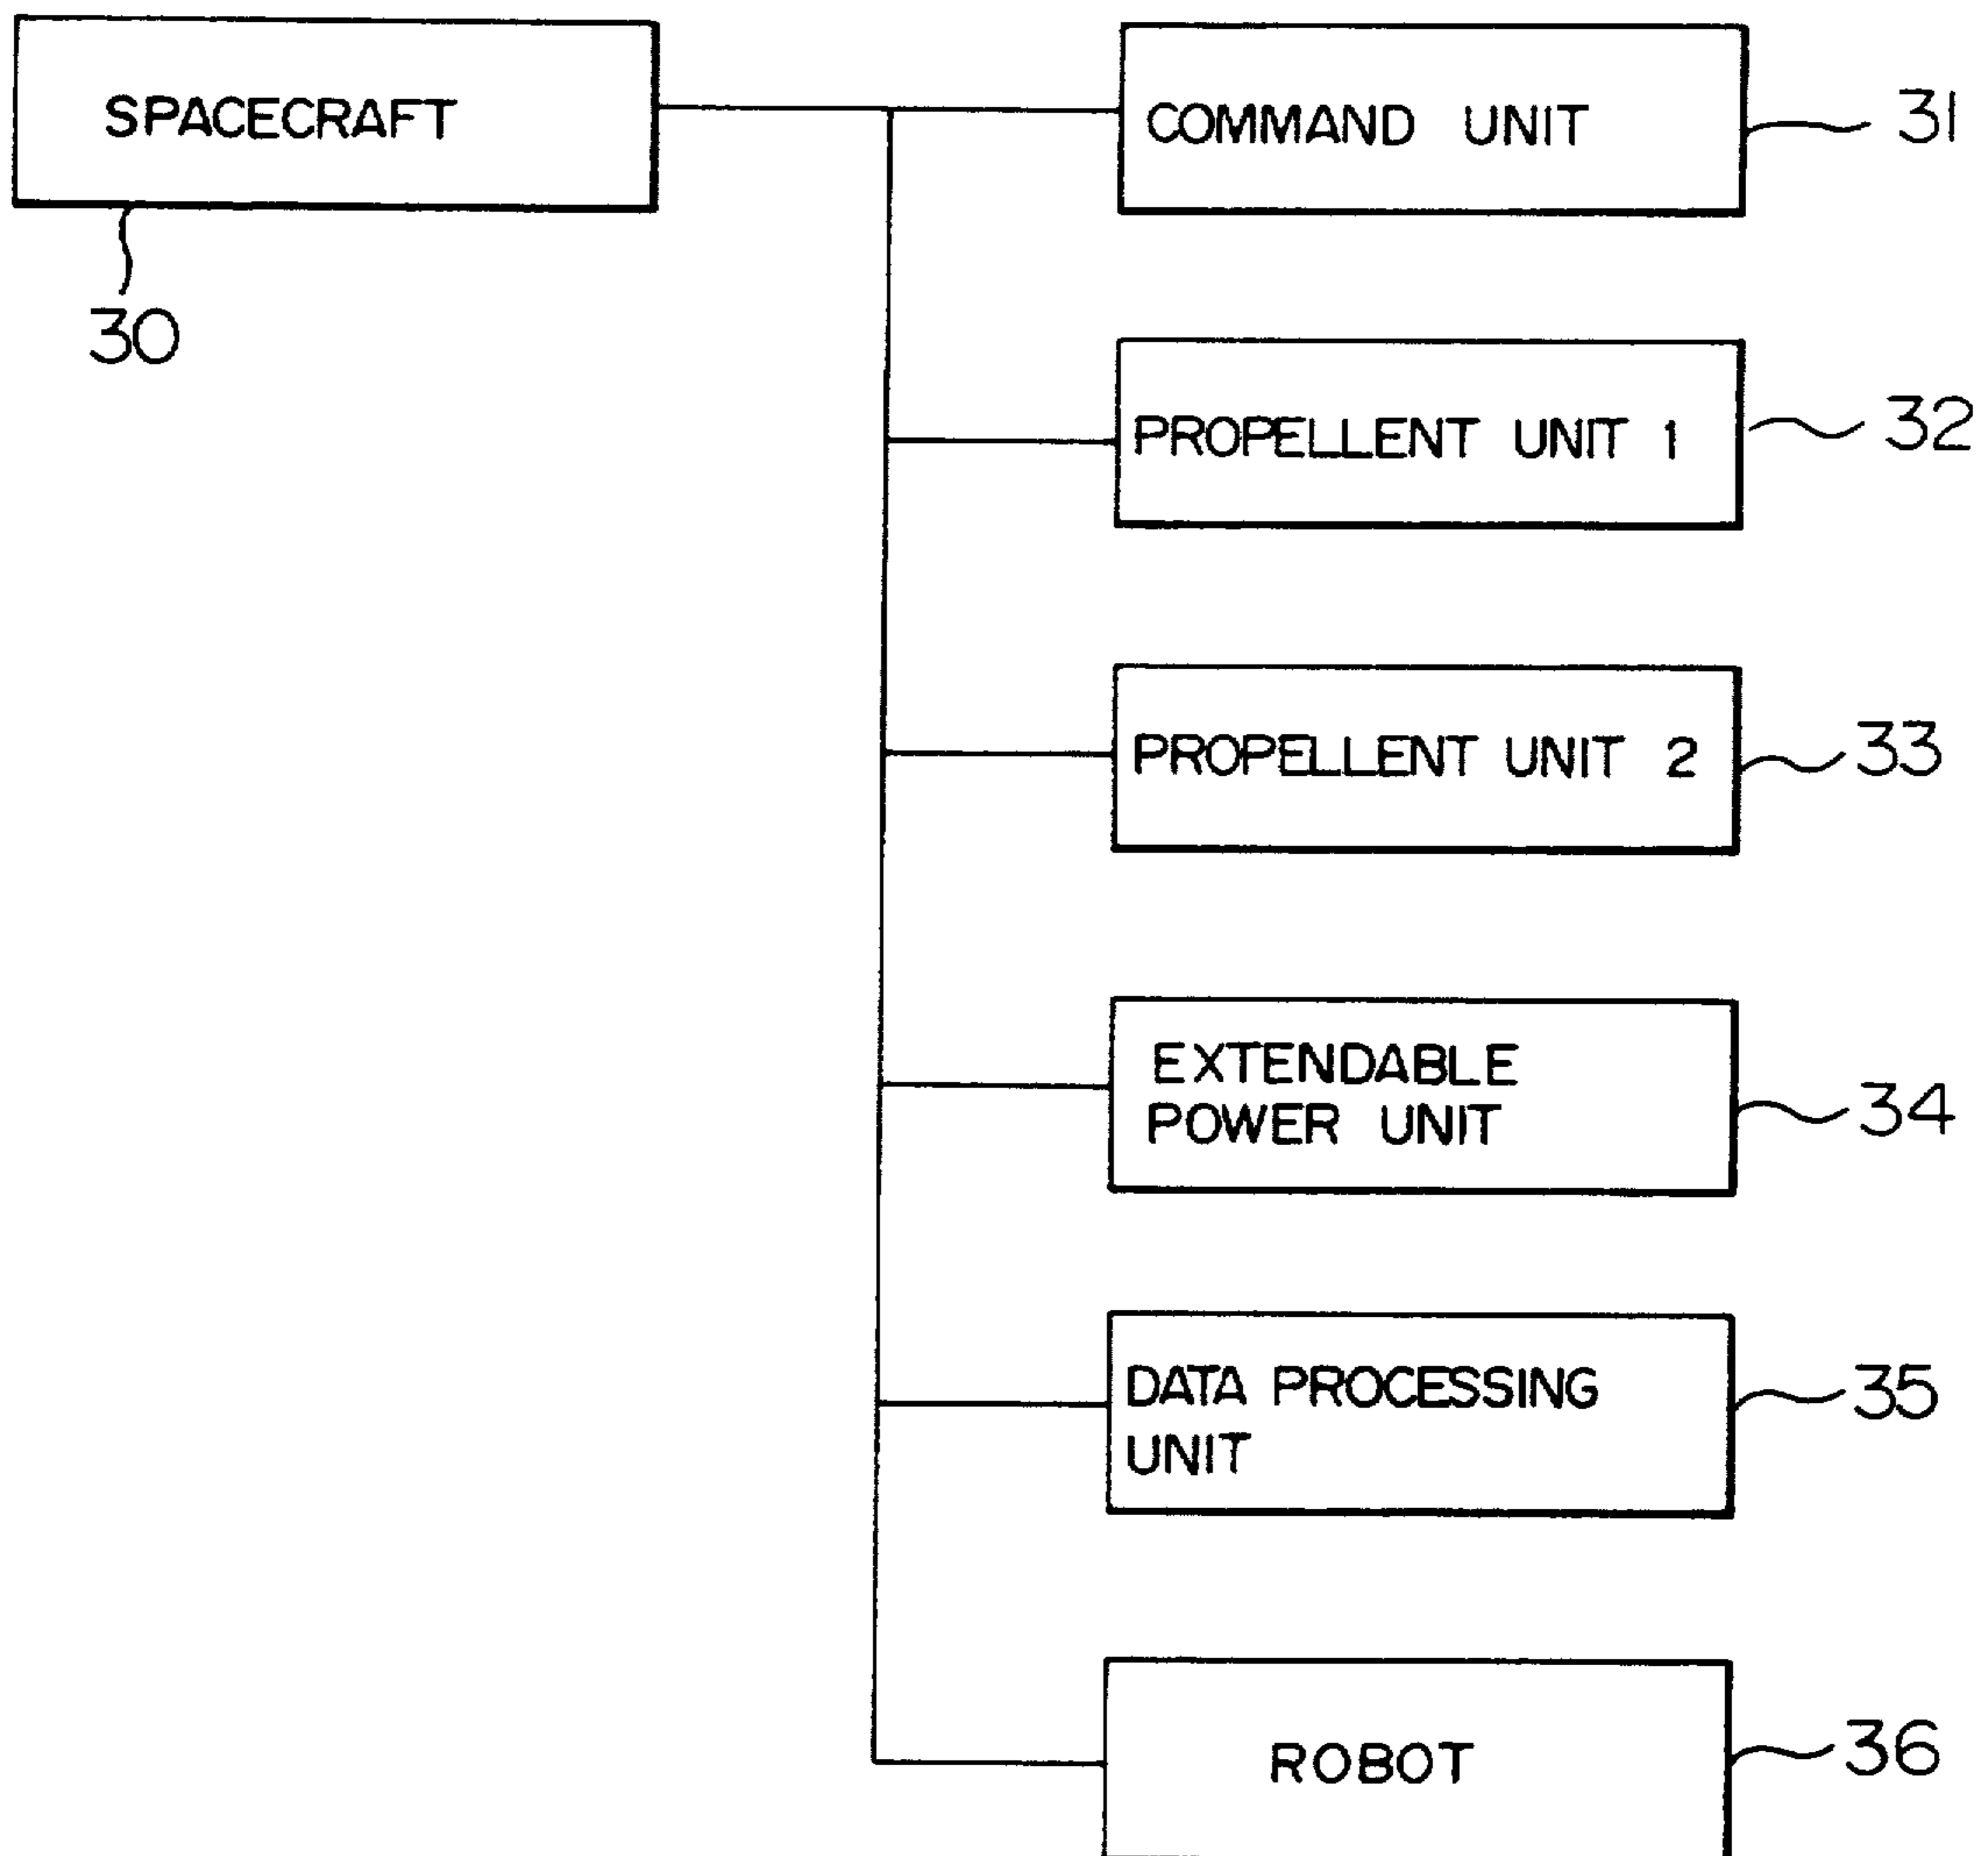 SPACECRAFT
30
COMMAND UNIT
31
PROPELLENT UNIT 1
32
PROPELLENT UNIT 2
33
EXTENDABLE
POWER UNIT
34
DATA PROCESSING
UNIT
35
ROBOT
36